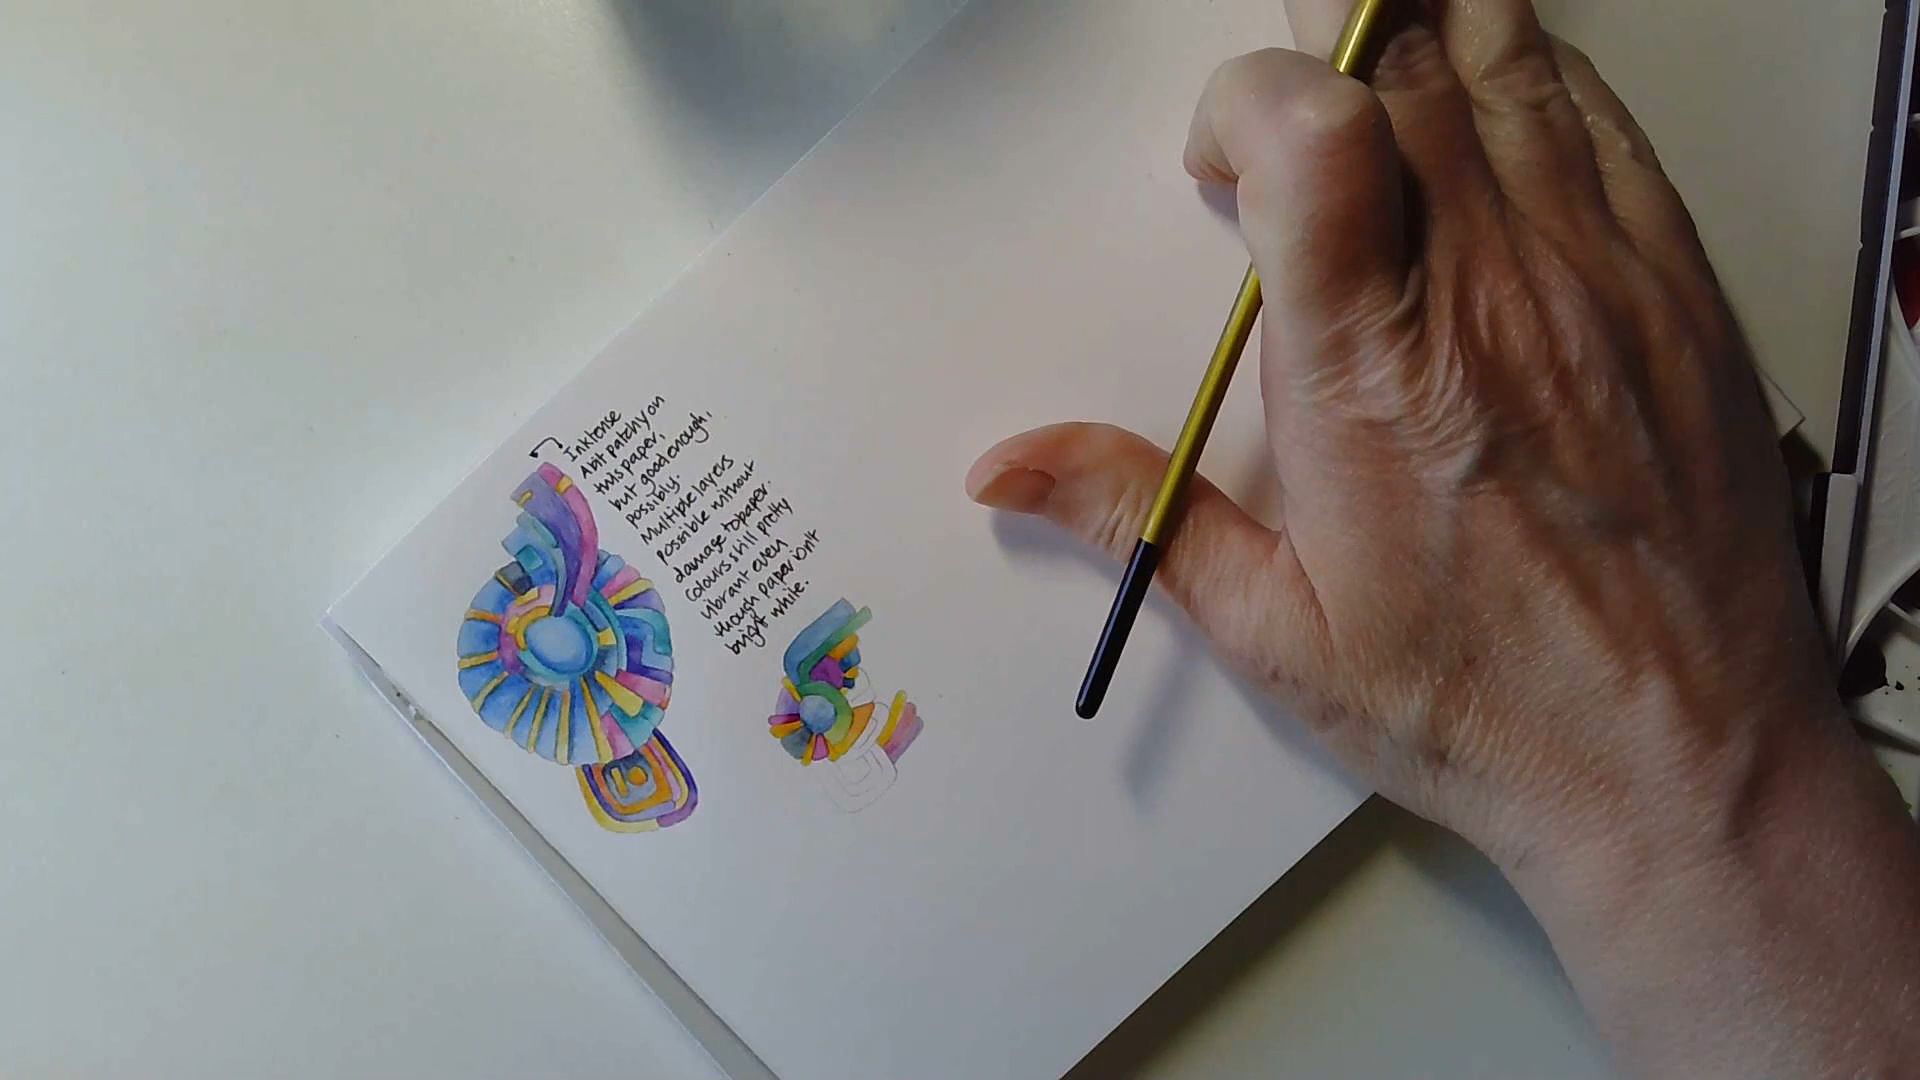 Inktense
A bit patchy on
this paper,
but good enough,
possibly.
Multiple layers
possible without
damage to paper.
Colours still pretty
vibrant even
though paper isn't
bright white.